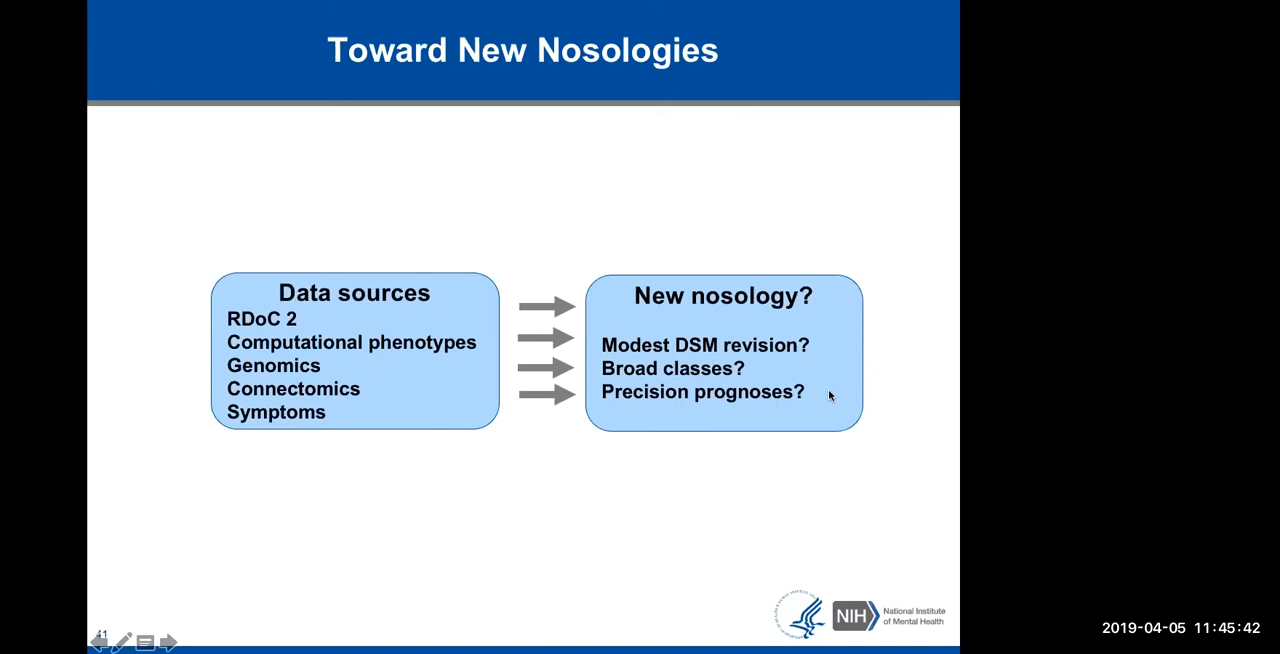 Toward New Nosologies
Data sources
RDoC 2
Computational phenotypes
Genomics
Connectomics
Symptoms
New nosology?
Modest DSM revision?
Broad classes?
Precision prognoses?
NIH
National Institute
of Mental Health
2019-04-05 11:45:42